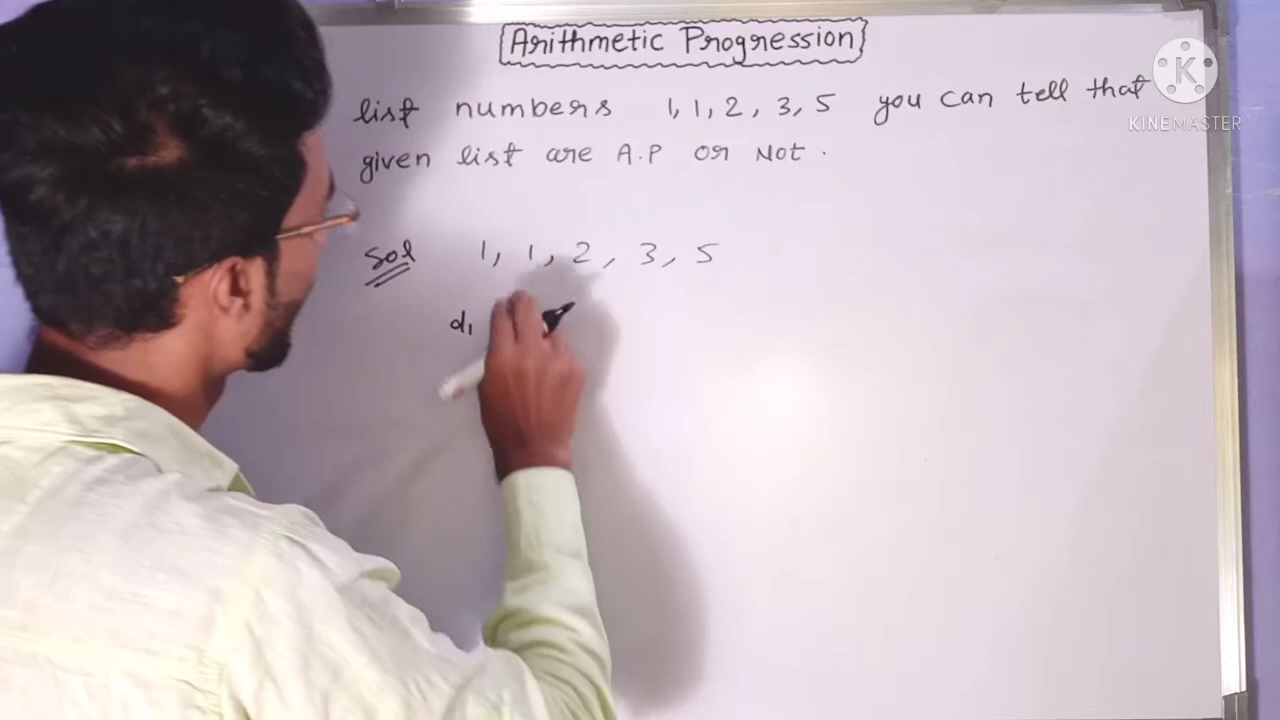 Arithmetic Progression
list numbers 1, 1, 2, 3, 5 you can tell that
given list are A.P or Not.
Sol 1, 1, 2, 3, 5
d₁
K
KINEMASTER